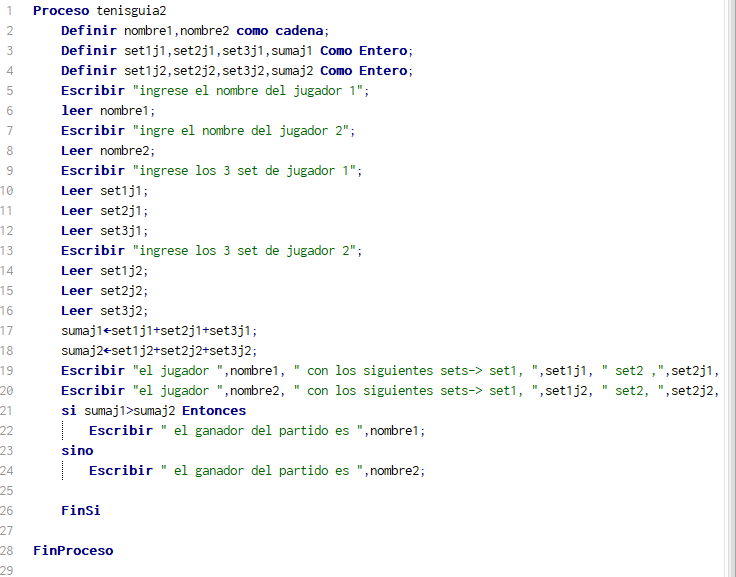 1 Proceso tenisguia2
2 Definir nombre1,nombre2 como cadena;
3 Definir set1j1,set2j1,set3j1,sumaj1 Como Entero;
4 Definir set1j2,set2j2,set3j2,sumaj2 Como Entero;
5 Escribir "ingrese el nombre del jugador 1";
6 leer nombre1;
7 Escribir "ingre el nombre del jugador 2";
8 Leer nombre2;
9 Escribir "ingrese los 3 set de jugador 1";
10 Leer set1j1;
11 Leer set2j1;
12 Leer set3j1;
13 Escribir "ingrese los 3 set de jugador 2";
14 Leer set1j2;
15 Leer set2j2;
16 Leer set3j2;
17 sumaj1←set1j1+set2j1+set3j1;
18 sumaj2←set1j2+set2j2+set3j2;
19 Escribir "el jugador ",nombre1, " con los siguientes sets-> set1, ",set1j1, " set2 ,",set2j1,
20 Escribir "el jugador ",nombre2, " con los siguientes sets-> set1, ",set1j2, " set2, ",set2j2,
21 si sumaj1>sumaj2 Entonces
22 Escribir " el ganador del partido es ",nombre1;
23 sino
24 Escribir " el ganador del partido es ",nombre2;
25
26 FinSi
27
28 FinProceso
29